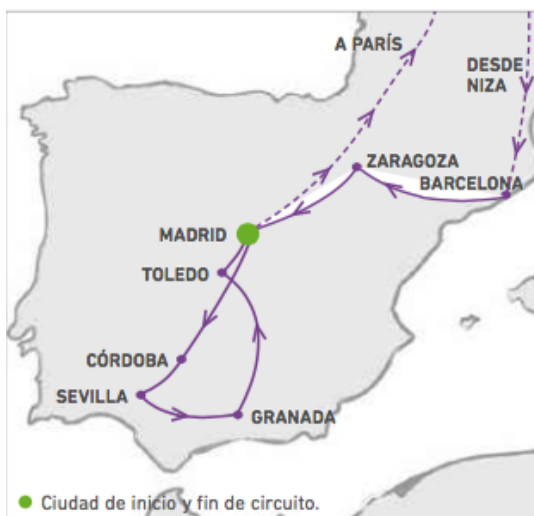 A PARÍS
DESDE
NIZA
ZARAGOZA
BARCELONA
MADRID
TOLEDO
CÓRDOBA
SEVILLA
GRANADA
Ciudad de inicio y fin de circuito.